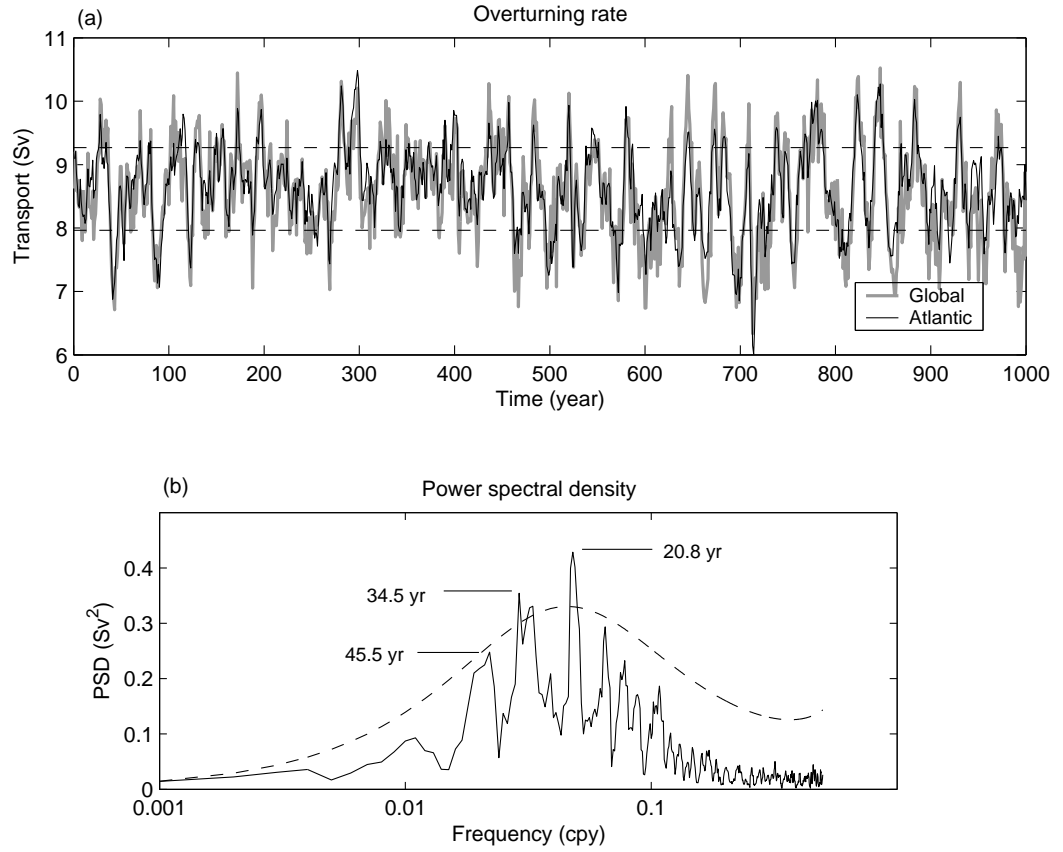 (a)
Overturning rate
Transport (Sv)
11
10
9
8
7
6
Global
Atlantic
0 100 200 300 400 500 600 700 800 900 1000
Time (year)
(b)
Power spectral density
PSD (Sv²)
0.4
0.3
0.2
0.1
0
20.8 yr
34.5 yr
45.5 yr
0.001 0.01 0.1
Frequency (cpy)